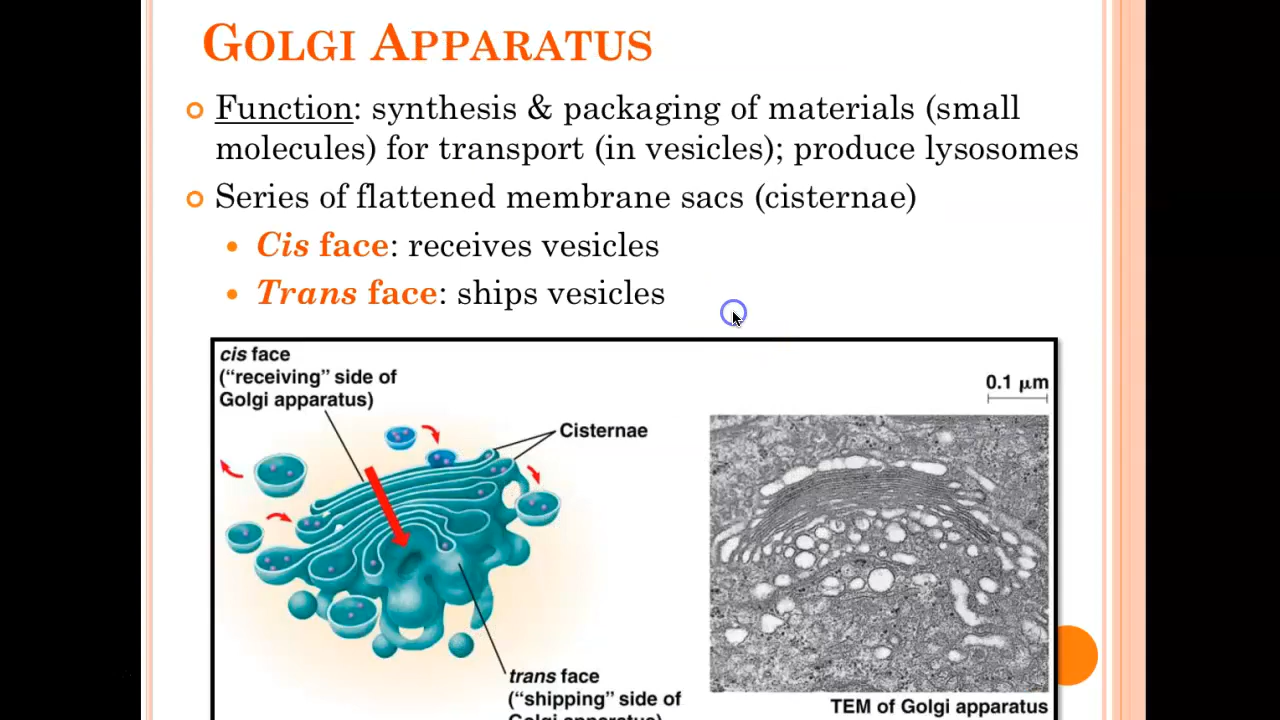 GOLGI APPARATUS
Function: synthesis & packaging of materials (small
molecules) for transport (in vesicles); produce lysosomes
Series of flattened membrane sacs (cisternae)
Cis face: receives vesicles
Trans face: ships vesicles
cis face
(“receiving” side of
Golgi apparatus)
Cisternae
0.1 μm
trans face
(“shipping” side of
Golgi apparatus)
TEM of Golgi apparatus